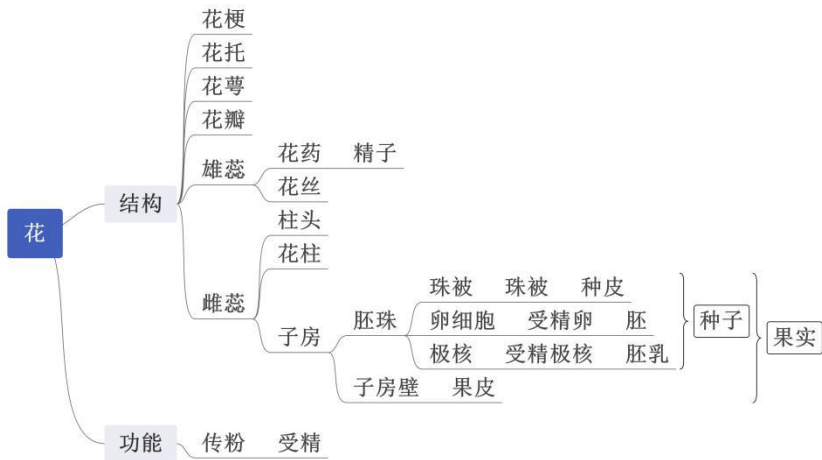 花梗
花托
花萼
花瓣
雄蕊
花药 精子
花丝
结构
柱头
花
花柱
雌蕊
珠被 珠被 种皮
胚珠 卵细胞 受精卵 胚
种子
果实
子房
极核 受精极核 胚乳
子房壁 果皮
功能 传粉 受精